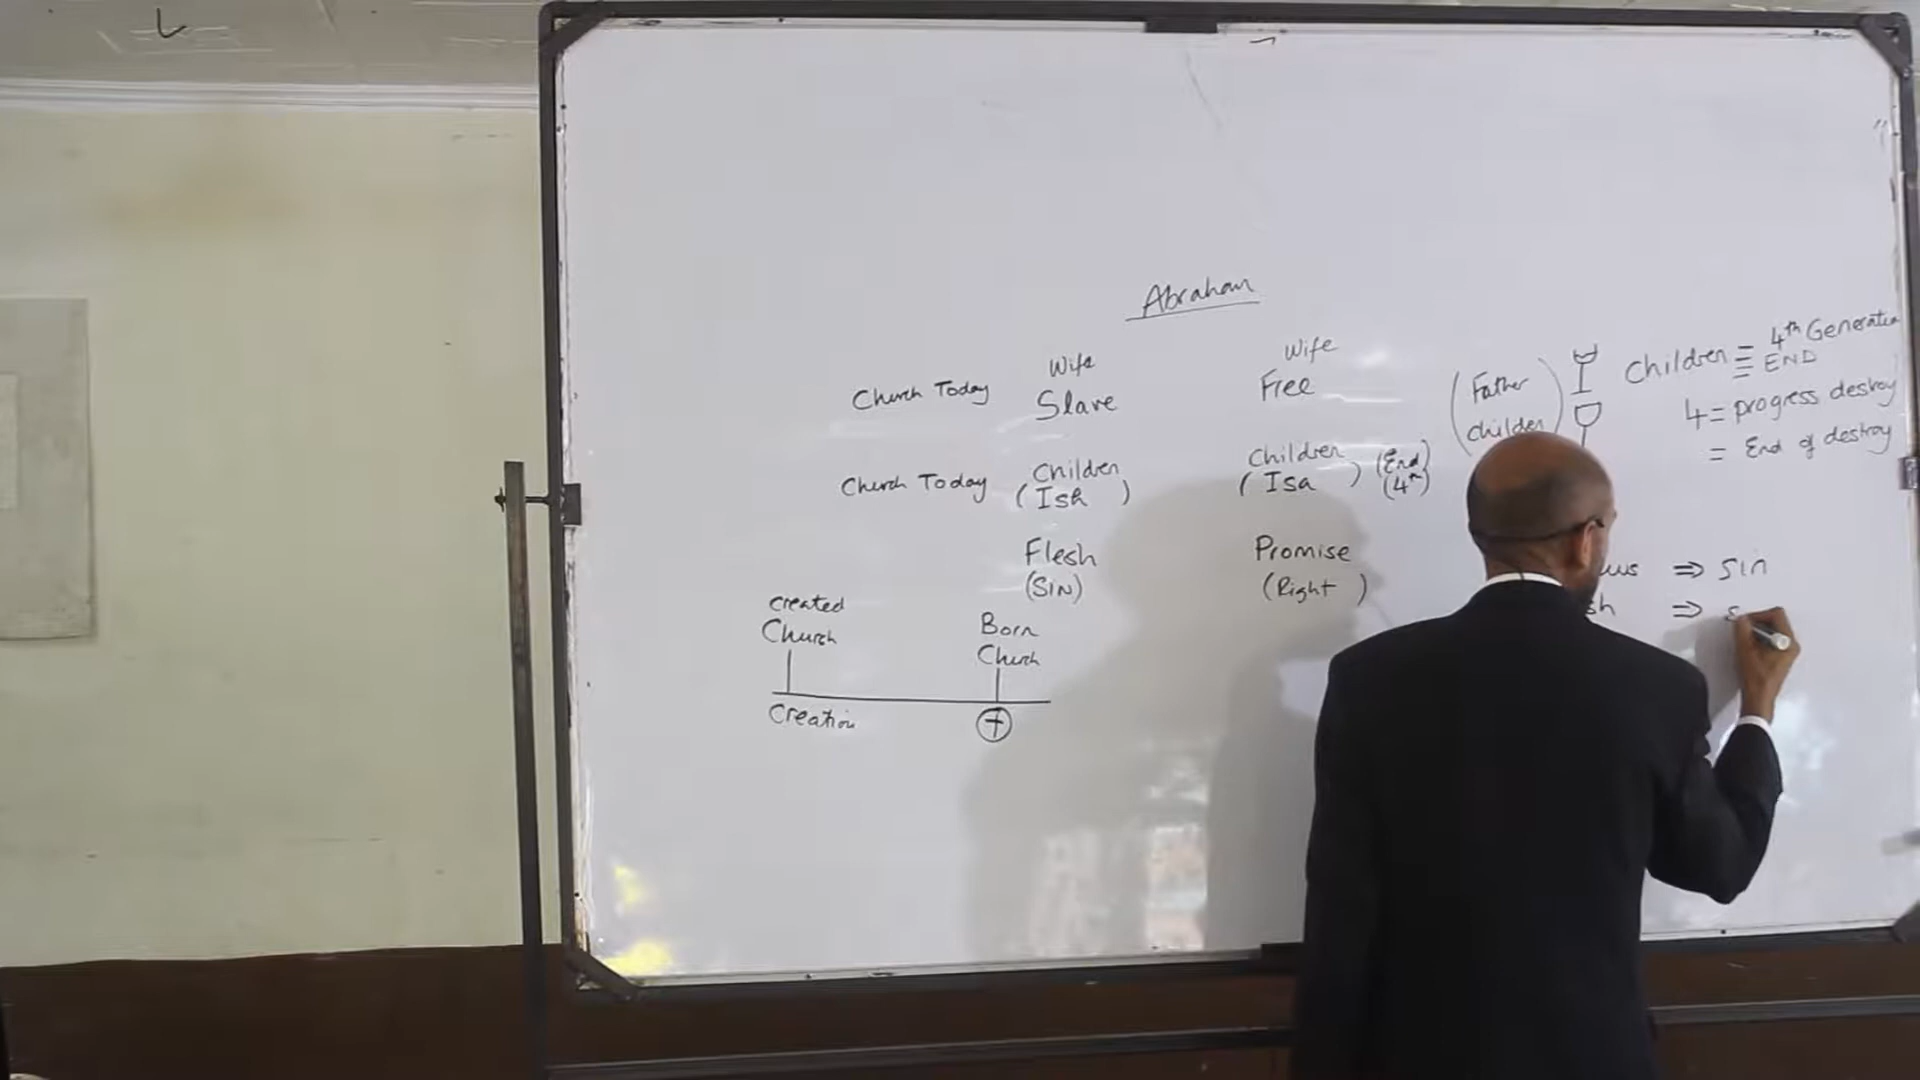 Abraham
Wife Wife
Church Today Slave Free
Church Today Children Children (End)
(Ish) (Isa) (4th)
Flesh Promise
(SIN) (Right)
(Father
Children)
Children = 4th Generation
= END
4 = progress destroy
= End of destroy
⇒ Sin
⇒ S
Created Born
Church Church
Creation